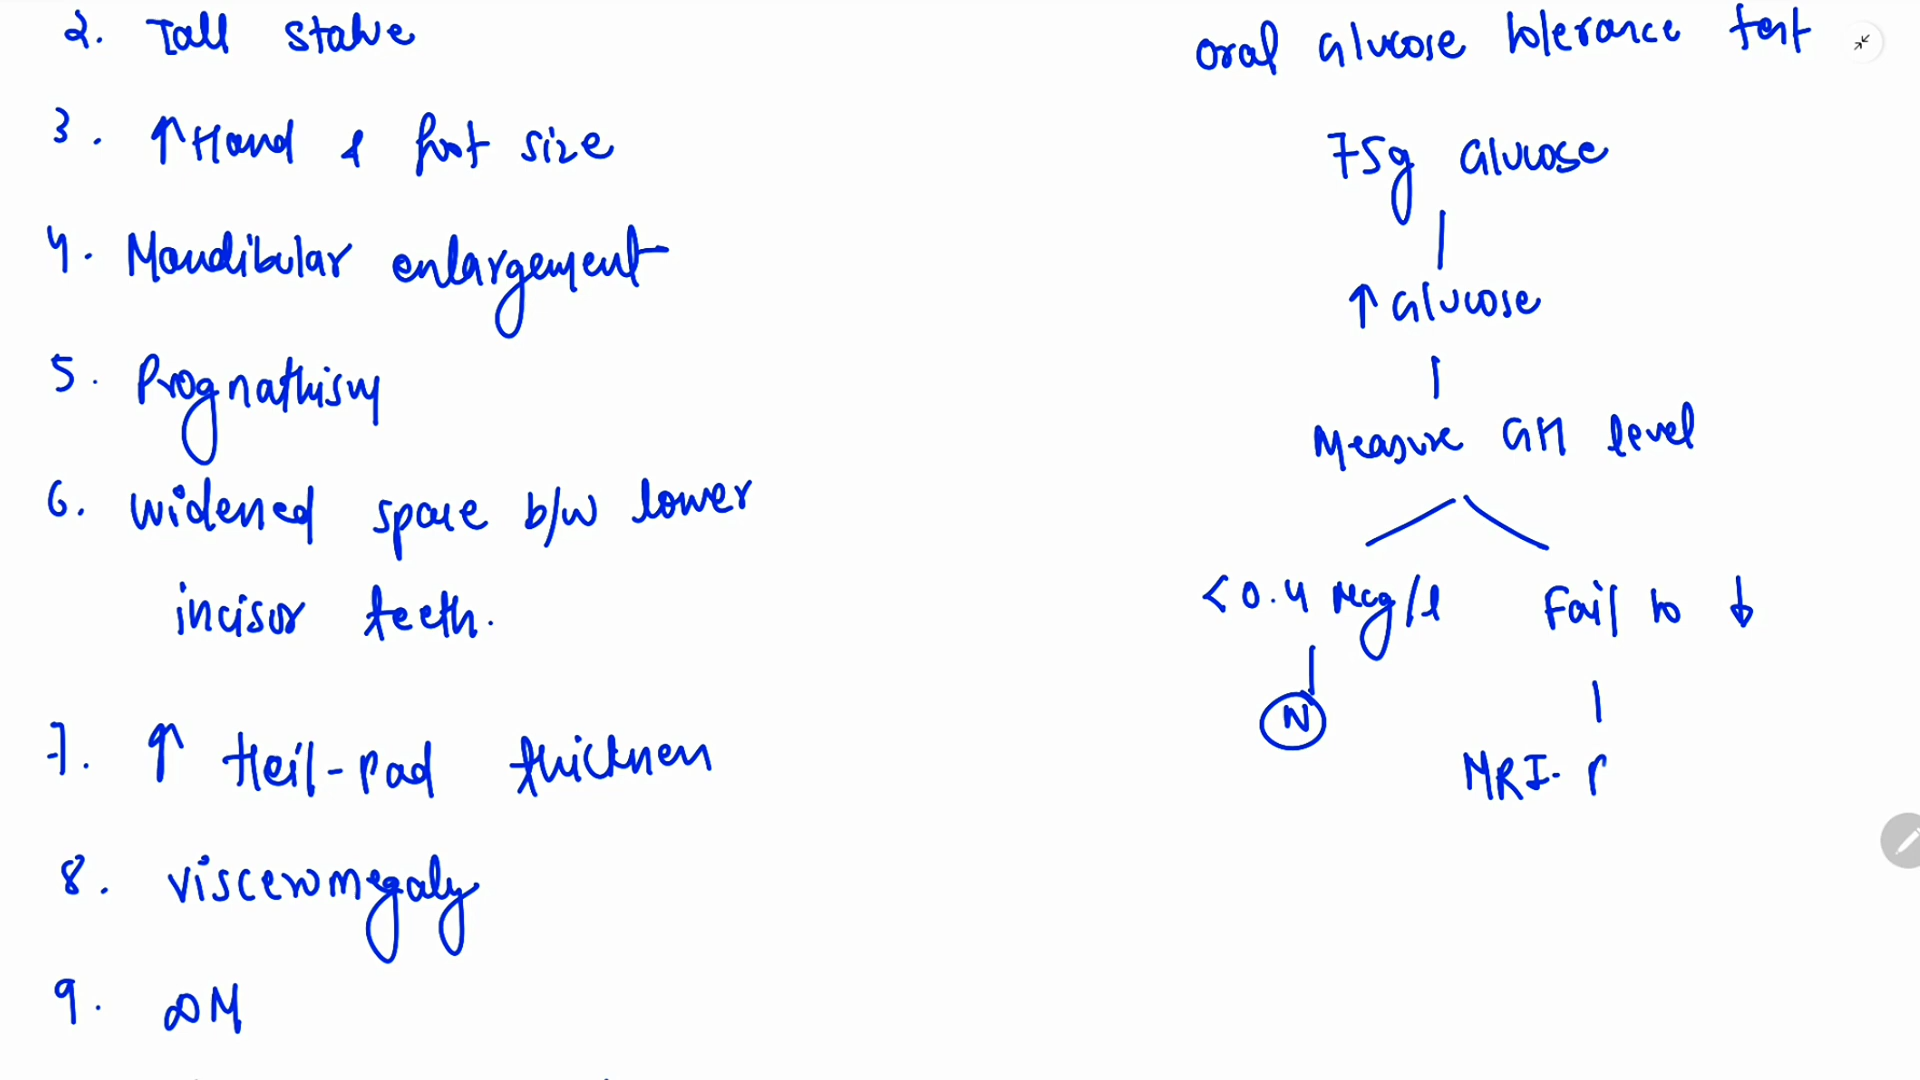 2. Tall stature
3. ↑ Hand & foot size
4. Mandibular enlargement
5. Prognathism
6. Widened space b/w lower
incisor teeth.
7. ↑ Heil-Pad thickness
8. visceromegaly
9. DM
Oral Glucose tolerance test
75g Glucose
↑ Glucose
Measure GH level
<0.4 Mcg/l Fail to ↓
N
MRI-